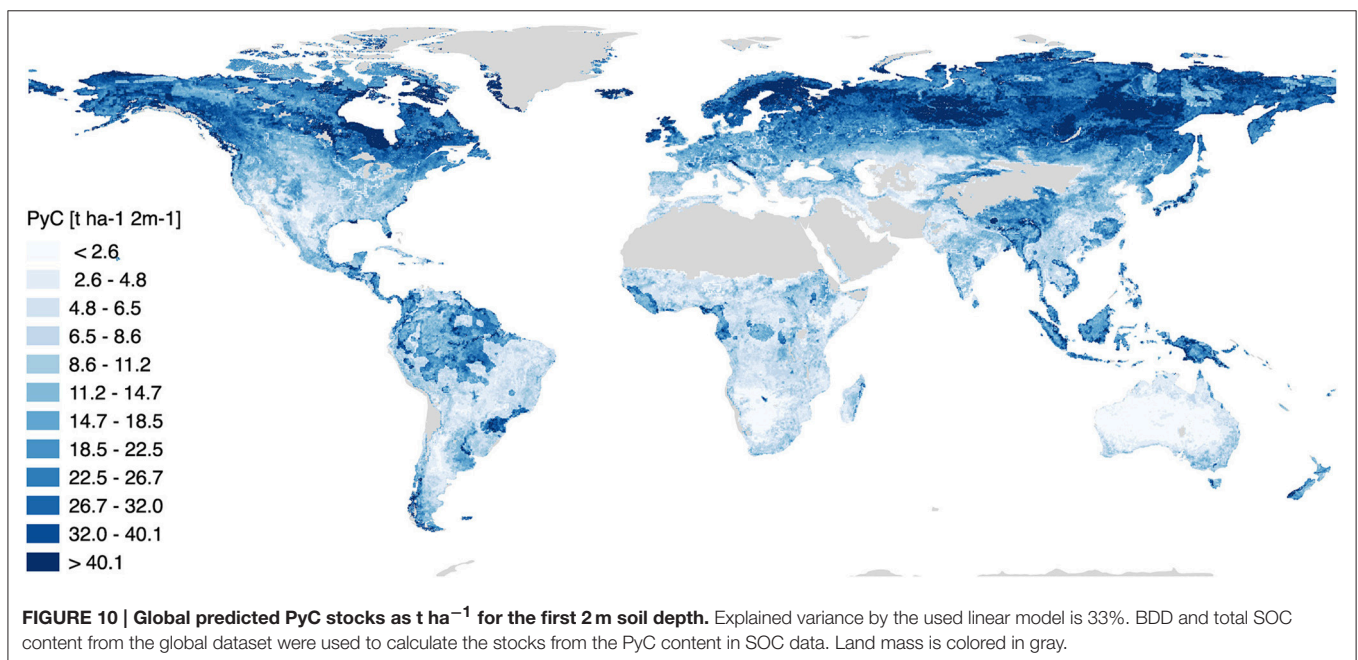 PyC [t ha-1 2m-1]
< 2.6
2.6 - 4.8
4.8 - 6.5
6.5 - 8.6
8.6 - 11.2
11.2 - 14.7
14.7 - 18.5
18.5 - 22.5
22.5 - 26.7
26.7 - 32.0
32.0 - 40.1
> 40.1
FIGURE 10 | Global predicted PyC stocks as t ha−1 for the first 2 m soil depth. Explained variance by the used linear model is 33%. BDD and total SOC
content from the global dataset were used to calculate the stocks from the PyC content in SOC data. Land mass is colored in gray.